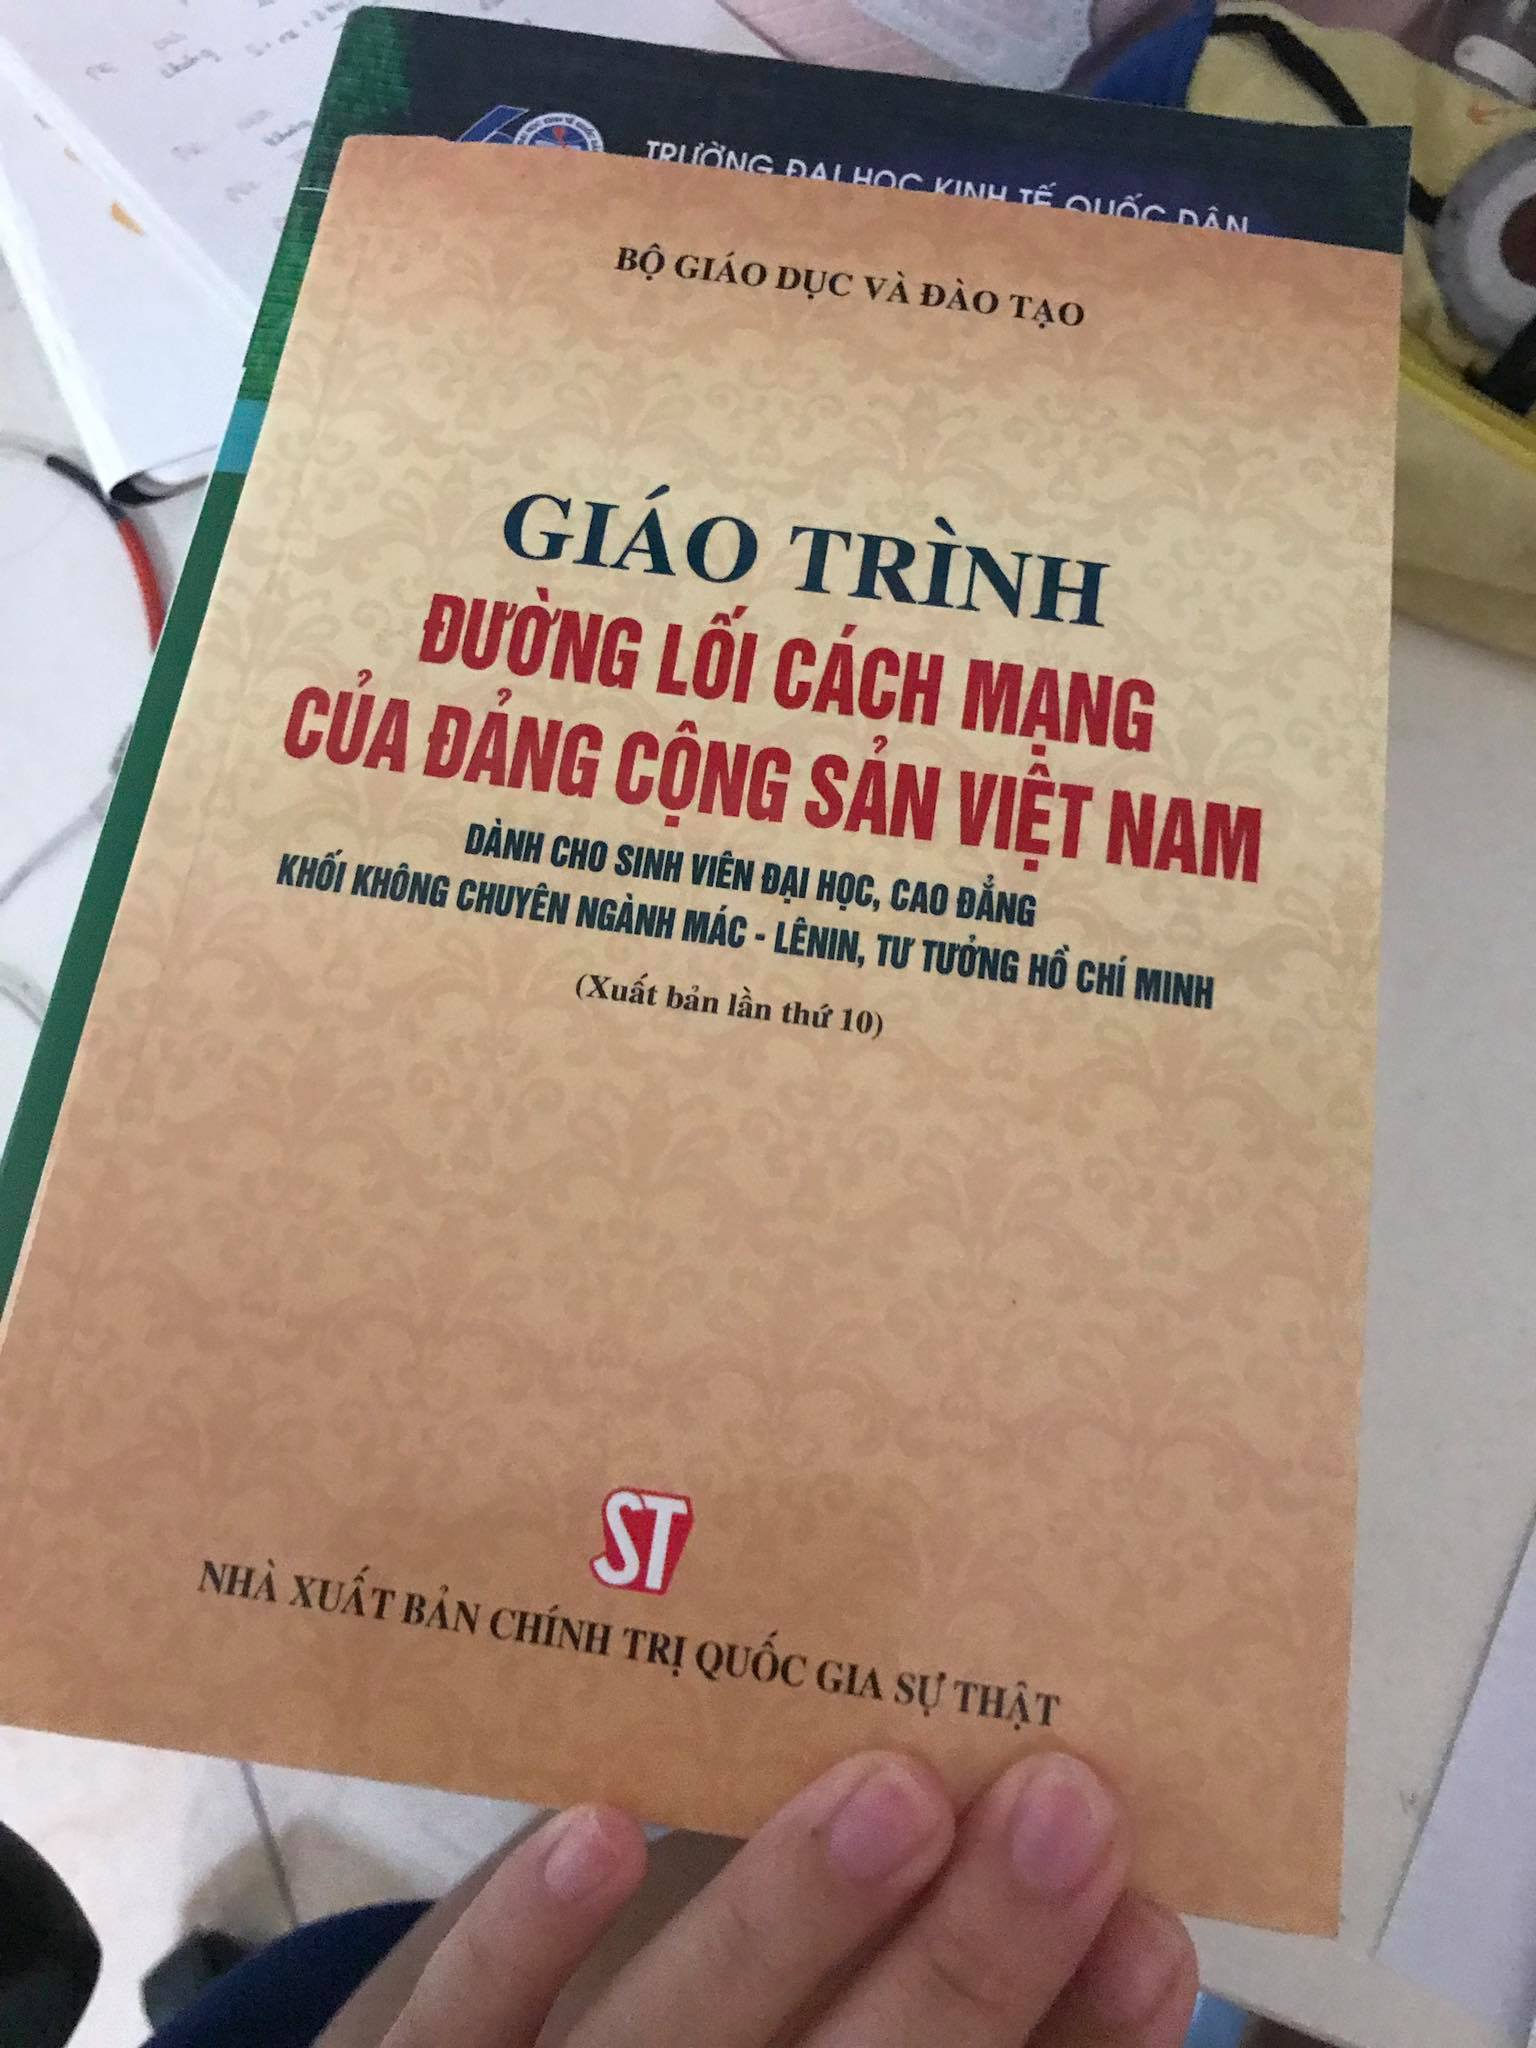 TRƯỜNG ĐẠI HỌC KINH TẾ QUỐC DÂN
BỘ GIÁO DỤC VÀ ĐÀO TẠO
GIÁO TRÌNH
ĐƯỜNG LỐI CÁCH MẠNG
CỦA ĐẢNG CỘNG SẢN VIỆT NAM
DÀNH CHO SINH VIÊN ĐẠI HỌC, CAO ĐẲNG
KHỐI KHÔNG CHUYÊN NGÀNH MÁC - LÊNIN, TƯ TƯỞNG HỒ CHÍ MINH
(Xuất bản lần thứ 10)
ST
NHÀ XUẤT BẢN CHÍNH TRỊ QUỐC GIA SỰ THẬT